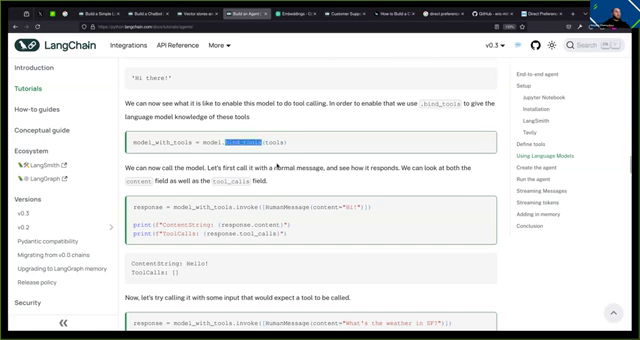 Build a Simple L
Build a Chatbot
Vector stores an
Build an Agent
Embeddings - C
Customer Suppor
How to Build a C
direct preference
GitHub - eric-mi
Direct Preferenc
LangChain
Integrations
API Reference
More
v0.3
Search
Introduction
Tutorials
How-to guides
Conceptual guide
Ecosystem
LangSmith
LangGraph
Versions
v0.3
v0.2
Pydantic compatibility
Migrating from v0.0 chains
Upgrading to LangGraph memory
Release policy
Security
'Hi there!'
We can now see what it is like to enable this model to do tool calling. In order to enable that we use .bind_tools to give the
language model knowledge of these tools
model_with_tools = model.bind_tools(tools)
We can now call the model. Let's first call it with a normal message, and see how it responds. We can look at both the
content field as well as the tool_calls field.
response = model_with_tools.invoke([HumanMessage(content="Hi!")])
print(f"ContentString: {response.content}")
print(f"ToolCalls: {response.tool_calls}")
ContentString: Hello!
ToolCalls: []
Now, let's try calling it with some input that would expect a tool to be called.
response = model_with_tools.invoke([HumanMessage(content="What's the weather in SF?")])
End-to-end agent
Setup
Jupyter Notebook
Installation
LangSmith
Tavily
Define tools
Using Language Models
Create the agent
Run the agent
Streaming Messages
Streaming tokens
Adding in memory
Conclusion